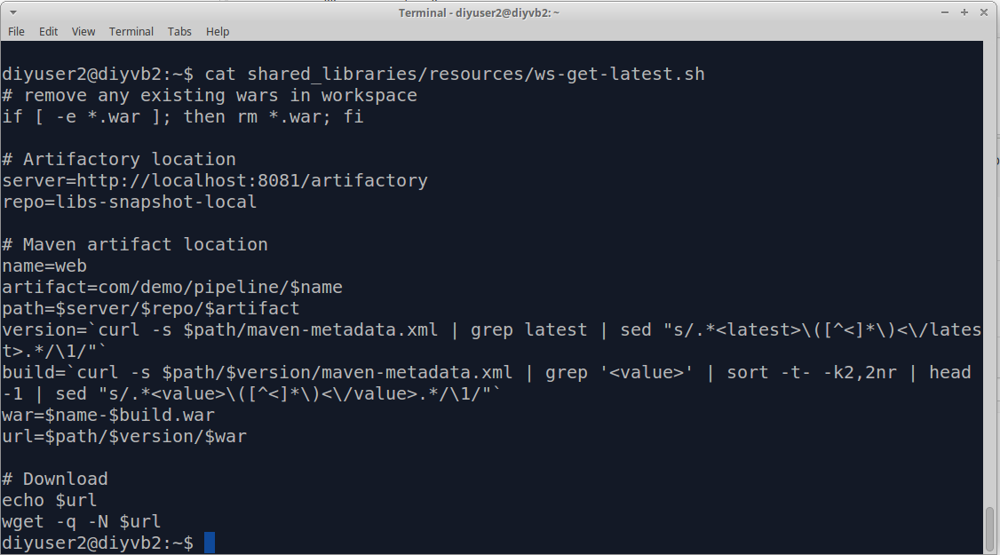 Terminal - diyuser2@diyvb2: ~
File Edit View Terminal Tabs Help
diyuser2@diyvb2:~$ cat shared_libraries/resources/ws-get-latest.sh
# remove any existing wars in workspace
if [ -e *.war ]; then rm *.war; fi
# Artifactory location
server=http://localhost:8081/artifactory
repo=libs-snapshot-local
# Maven artifact location
name=web
artifact=com/demo/pipeline/$name
path=$server/$repo/$artifact
version=`curl -s $path/maven-metadata.xml | grep latest | sed "s/.*<latest>\([^<]*\)<\/lates
t>.*/\1/"`
build=`curl -s $path/$version/maven-metadata.xml | grep '<value>' | sort -t- -k2,2nr | head
-1 | sed "s/.*<value>\([^<]*\)<\/value>.*/\1/"`
war=$name-$build.war
url=$path/$version/$war
# Download
echo $url
wget -q -N $url
diyuser2@diyvb2:~$